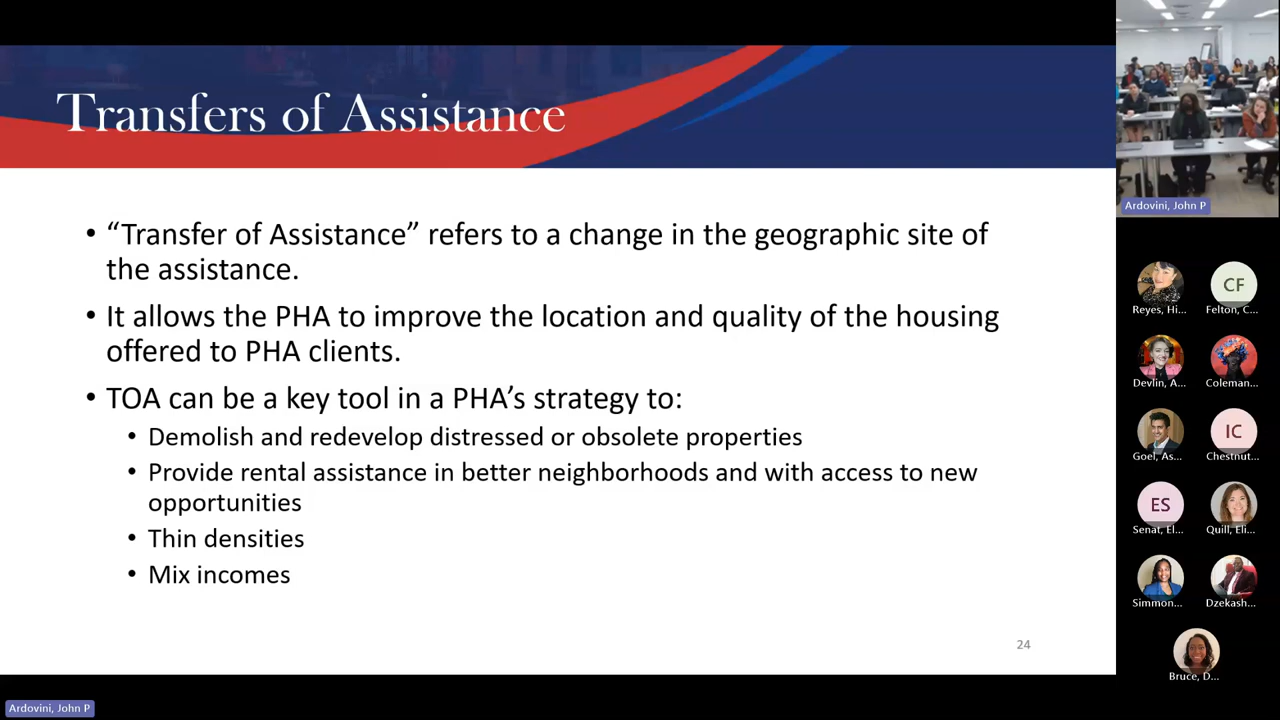 Transfers of Assistance
• “Transfer of Assistance” refers to a change in the geographic site of
the assistance.
• It allows the PHA to improve the location and quality of the housing
offered to PHA clients.
• TOA can be a key tool in a PHA’s strategy to:
• Demolish and redevelop distressed or obsolete properties
• Provide rental assistance in better neighborhoods and with access to new
opportunities
• Thin densities
• Mix incomes
24
Ardovini, John P
Ardovini, John P
Reyes, Hi...
CF
Felton, C...
Devlin, A...
Coleman...
Goel, As...
IC
Chestnut...
ES
Senat, El...
Quill, Eli...
Simmon...
Dzekash...
Bruce, D...